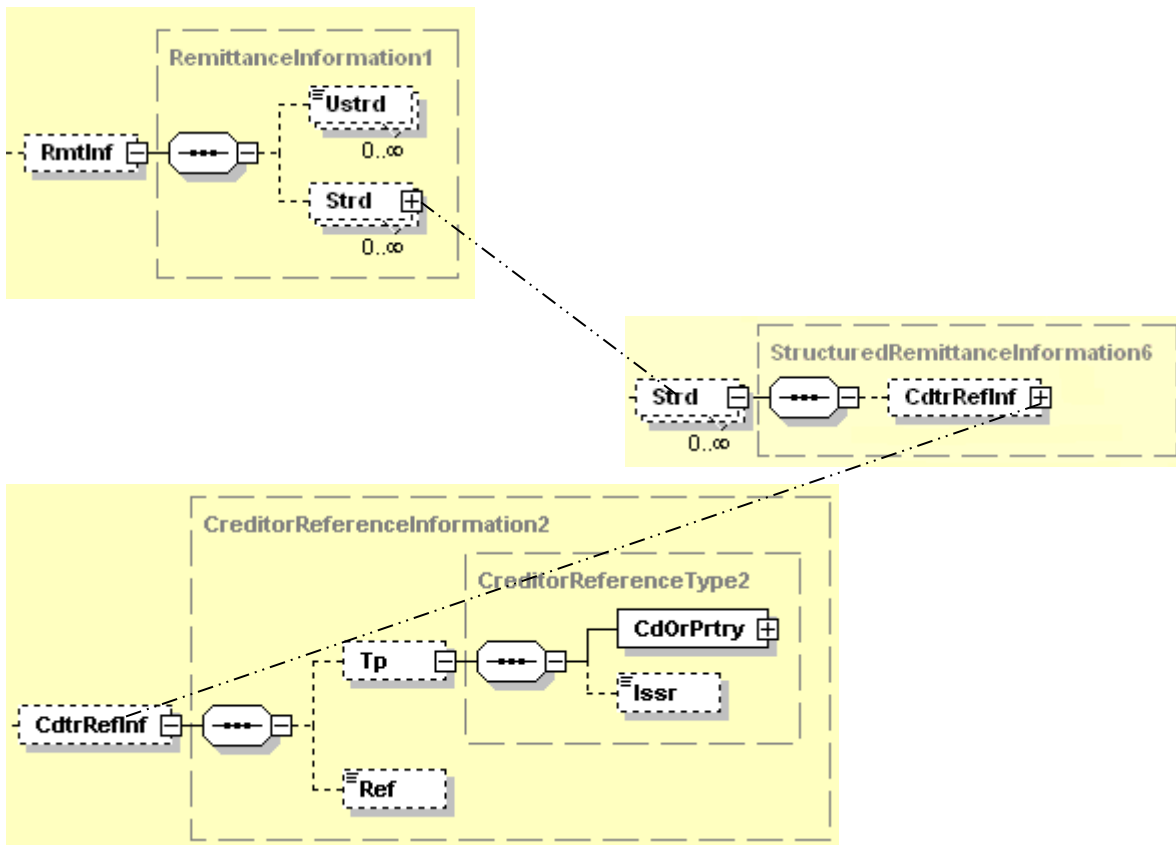 RemittanceInformation1
Ustrd
0..∞
RmtInf
Strd
0..∞
StructuredRemittanceInformation6
Strd
CdtrRefInf
0..∞
CreditorReferenceInformation2
CreditorReferenceType2
CdOrPrtry
Tp
Issr
CdtrRefInf
Ref